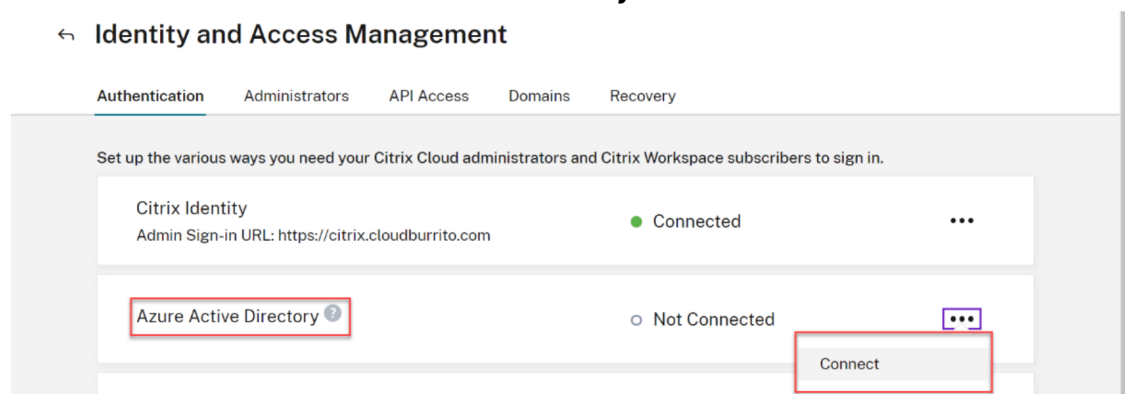 Identity and Access Management
Authentication Administrators API Access Domains Recovery
Set up the various ways you need your Citrix Cloud administrators and Citrix Workspace subscribers to sign in.
Citrix Identity
Admin Sign-in URL: https://citrix.cloudburrito.com
Connected
Azure Active Directory ?
Not Connected
Connect